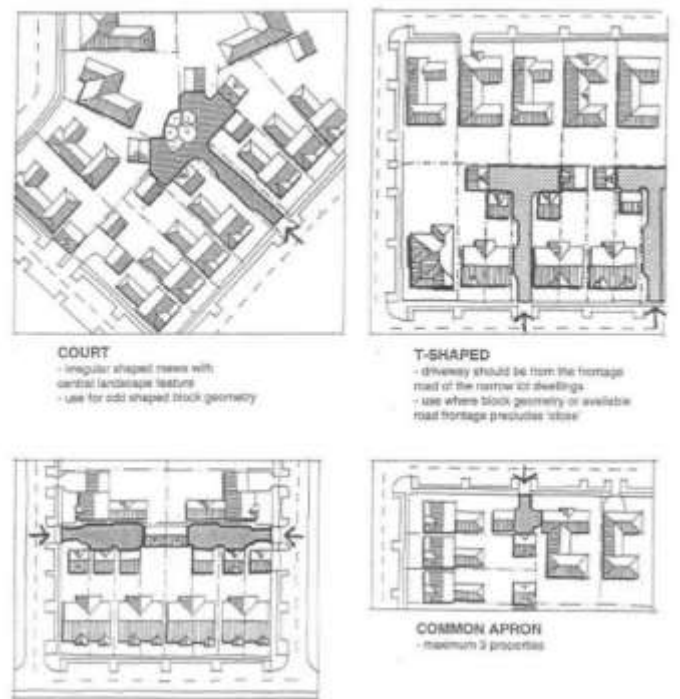 COURT
- irregular shaped mews with
central landscape feature
- use for odd shaped block geometry
T-SHAPED
- driveway should be from the frontage
road of the narrow lot dwellings
- use where block geometry or available
road frontage precludes 'close'
COMMON APRON
- maximum 3 properties